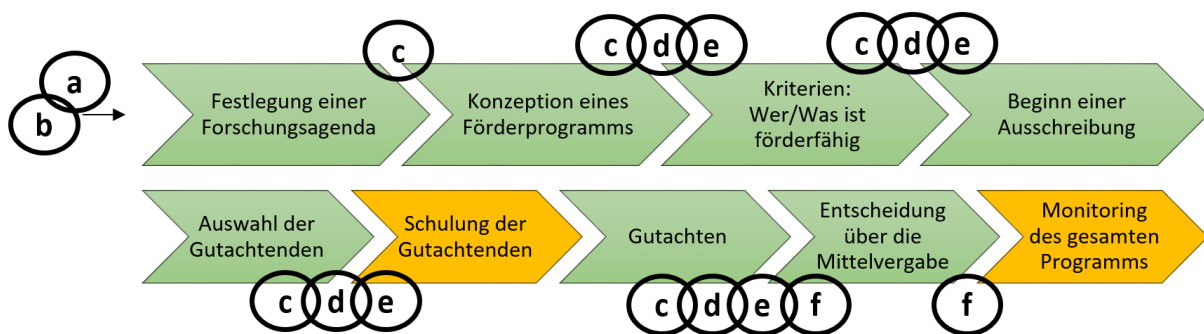 c
c d e
c d e
a
b
Festlegung einer
Forschungsagenda
Konzeption eines
Förderprogramms
Kriterien:
Wer/Was ist
förderfähig
Beginn einer
Ausschreibung
Auswahl der
Gutachtenden
Schulung der
Gutachtenden
Gutachten
Entscheidung
über die
Mittelvergabe
Monitoring
des gesamten
Programms
c d e
c d e f
f